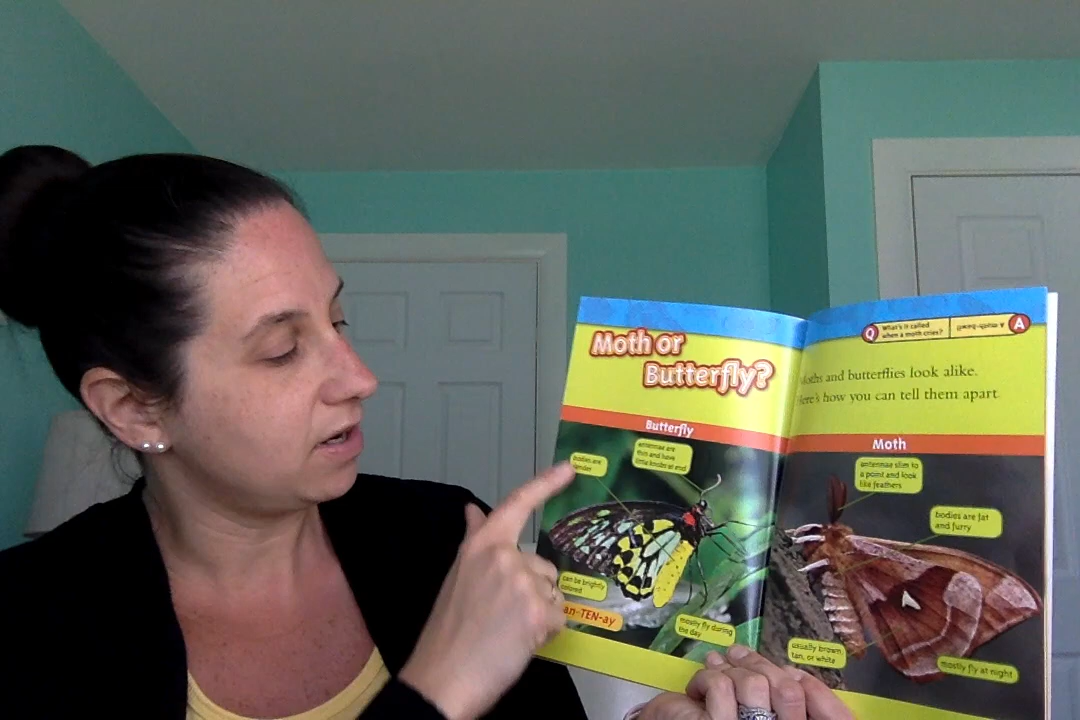 Moth or
Butterfly?
Butterfly
bodies are
antennae are
thin and have
little knobs at end
can be brightly
colored
an-TEN-ay
mostly fly during
the day
Q What's it called
when a moth cries?
A a moth-bawl!
Moths and butterflies look alike.
Here's how you can tell them apart.
Moth
antennae slim to
a point and look
like feathers
bodies are fat
and furry
usually brown,
tan, or white
mostly fly at night